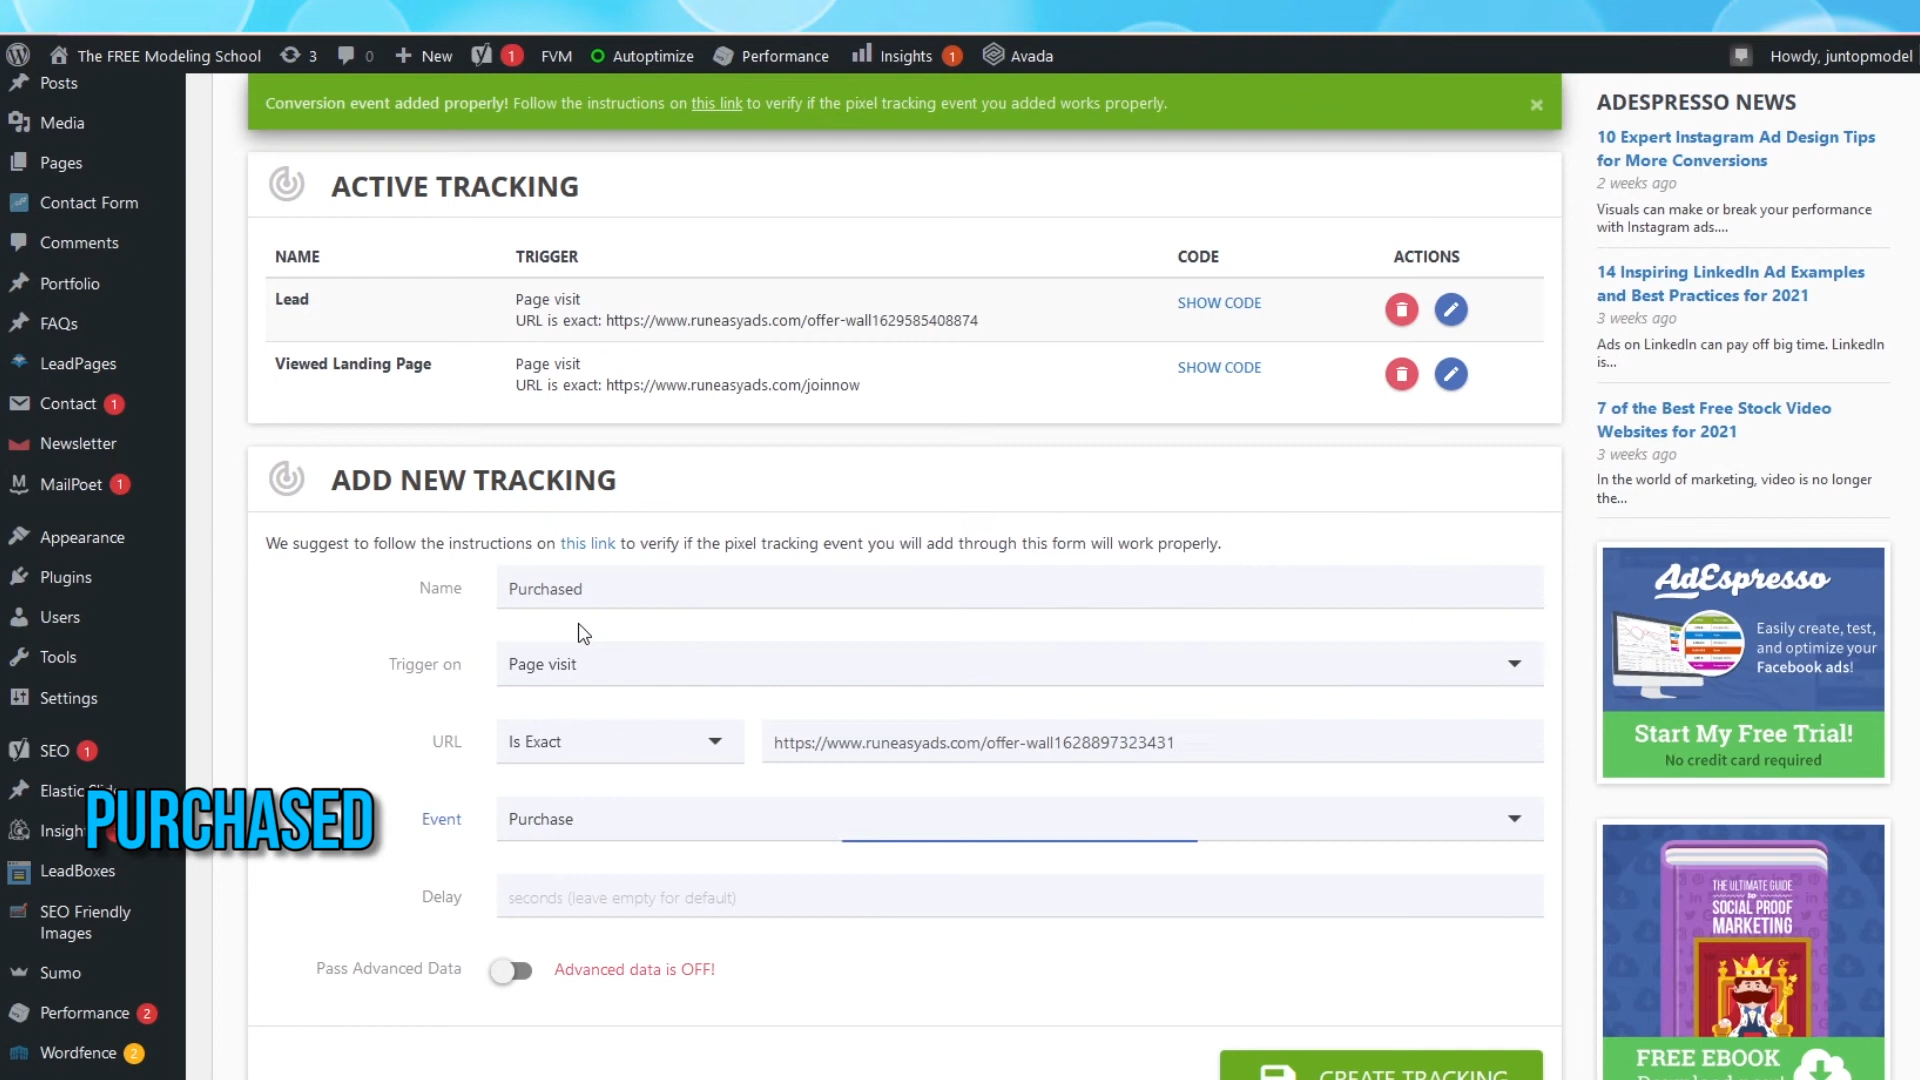 The FREE Modeling School
3
0
New
1
FVM
Autoptimize
Performance
Insights
1
Avada
Howdy, juntopmodel
Posts
Media
Pages
Contact Form
Comments
Portfolio
FAQs
LeadPages
Contact 1
Newsletter
MailPoet 1
Appearance
Plugins
Users
Tools
Settings
SEO 1
Elastic
Insigh
LeadBoxes
SEO Friendly
Images
Sumo
Performance 2
Wordfence 2
PURCHASED
Conversion event added properly! Follow the instructions on this link to verify if the pixel tracking event you added works properly.
×
ACTIVE TRACKING
NAME TRIGGER CODE ACTIONS
Lead
Page visit
URL is exact: https://www.runeasyads.com/offer-wall1629585408874
SHOW CODE
Viewed Landing Page
Page visit
URL is exact: https://www.runeasyads.com/joinnow
SHOW CODE
ADD NEW TRACKING
We suggest to follow the instructions on this link to verify if the pixel tracking event you will add through this form will work properly.
Name Purchased
Trigger on Page visit
URL Is Exact https://www.runeasyads.com/offer-wall1628897323431
Event Purchase
Delay seconds (leave empty for default)
Pass Advanced Data Advanced data is OFF!
CREATE TRACKING
ADESPRESSO NEWS
10 Expert Instagram Ad Design Tips
for More Conversions
2 weeks ago
Visuals can make or break your performance
with Instagram ads....
14 Inspiring LinkedIn Ad Examples
and Best Practices for 2021
3 weeks ago
Ads on LinkedIn can pay off big time. LinkedIn
is...
7 of the Best Free Stock Video
Websites for 2021
3 weeks ago
In the world of marketing, video is no longer
the...
AdEspresso
Easily create, test,
and optimize your
Facebook ads!
Start My Free Trial!
No credit card required
THE ULTIMATE GUIDE
to
SOCIAL PROOF
MARKETING
FREE EBOOK